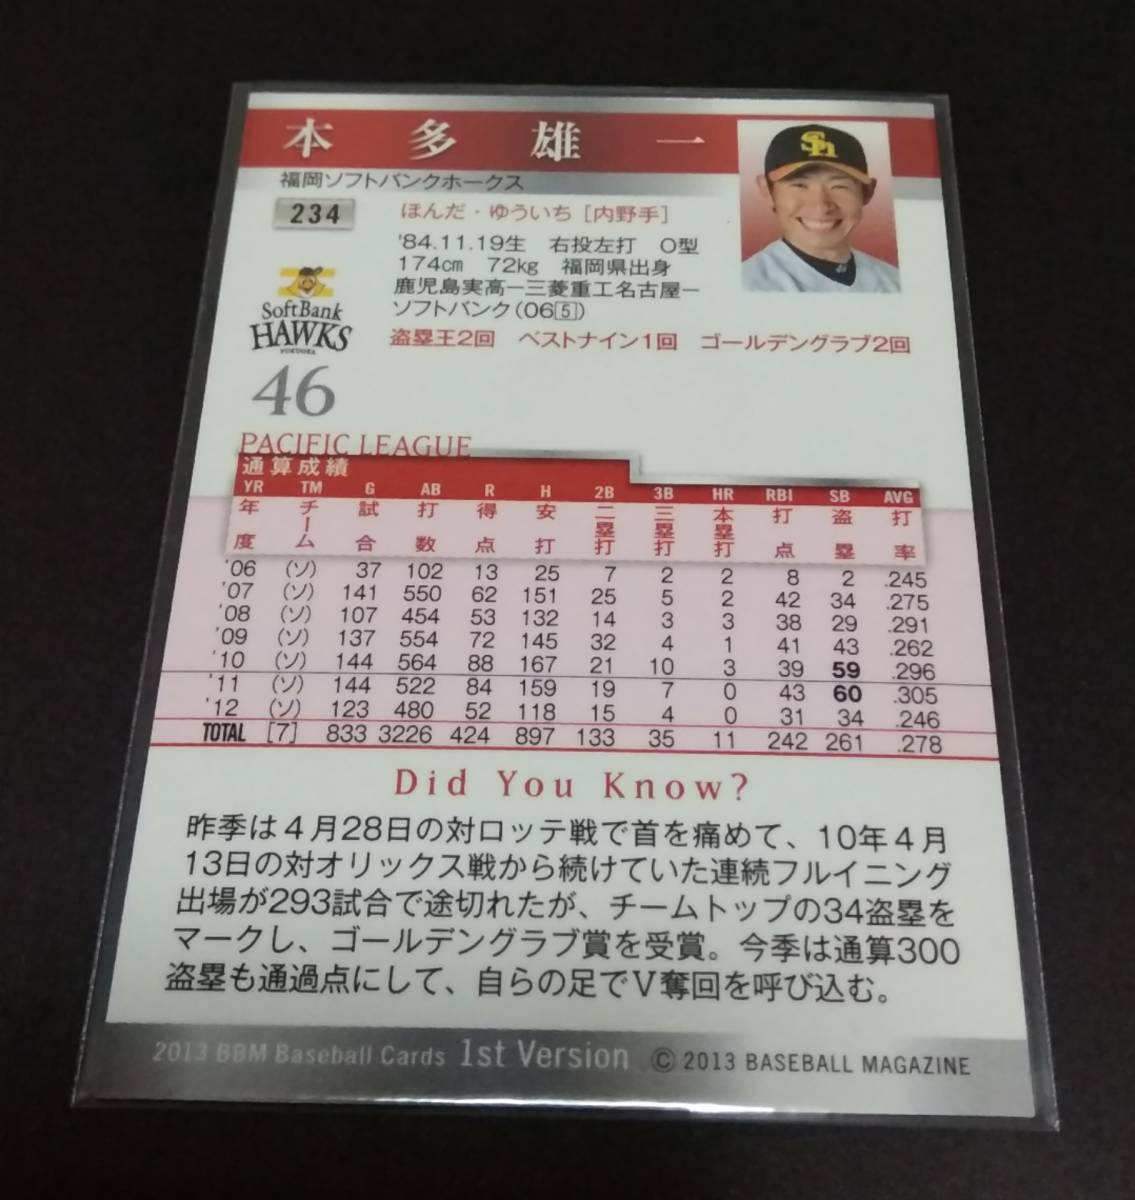 本多雄一
福岡ソフトバンクホークス
234
ほんだ・ゆういち [内野手]
'84.11.19生 右投左打 O型
174cm 72kg 福岡県出身
鹿児島実高ー三菱重工名古屋ー
ソフトバンク(06[5])
盗塁王2回 ベストナイン1回 ゴールデングラブ2回
Sh
SoftBank
HAWKS
FUKUOKA
46
PACIFIC LEAGUE
通算成績
YR TM G AB R H 2B 3B HR RBI SB AVG
年度 チーム 試合 打数 得点 安打 二塁打 三塁打 本塁打 打点 盗塁 打率
'06 (ソ) 37 102 13 25 7 2 2 8 2 .245
'07 (ソ) 141 550 62 151 25 5 2 42 34 .275
'08 (ソ) 107 454 53 132 14 3 3 38 29 .291
'09 (ソ) 137 554 72 145 32 4 1 41 43 .262
'10 (ソ) 144 564 88 167 21 10 3 39 59 .296
'11 (ソ) 144 522 84 159 19 7 0 43 60 .305
'12 (ソ) 123 480 52 118 15 4 0 31 34 .246
TOTAL [7] 833 3226 424 897 133 35 11 242 261 .278
Did You Know?
昨季は4月28日の対ロッテ戦で首を痛めて、10年4月
13日の対オリックス戦から続けていた連続フルイニング
出場が293試合で途切れたが、チームトップの34盗塁を
マークし、ゴールデングラブ賞を受賞。今季は通算300
盗塁も通過点にして、自らの足でV奪回を呼び込む。
2013 BBM Baseball Cards 1st Version © 2013 BASEBALL MAGAZINE